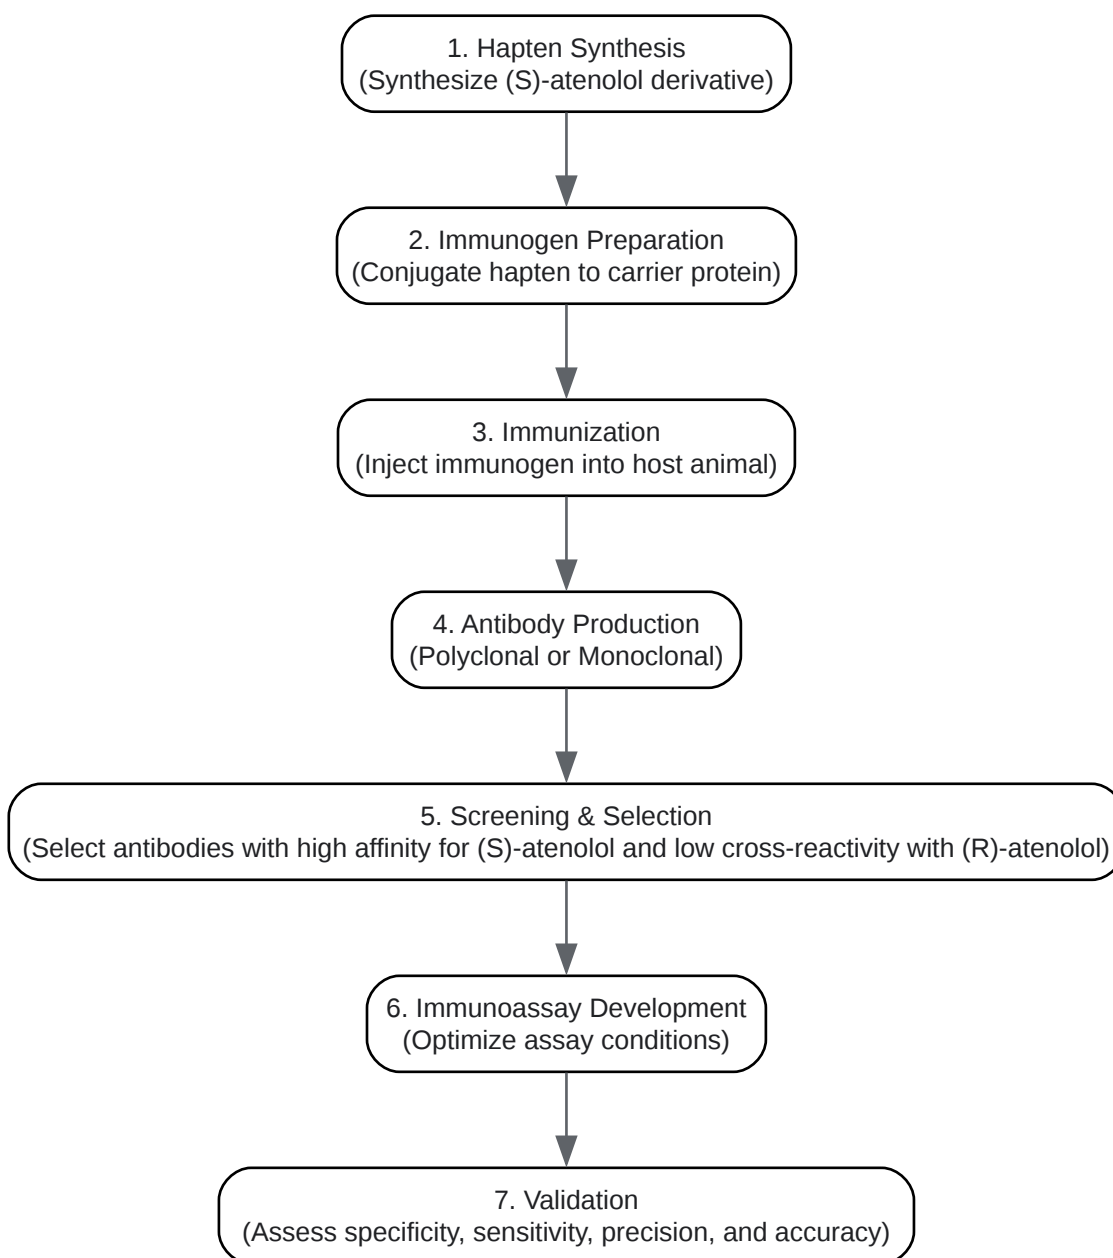 1. Hapten Synthesis
(Synthesize (S)-atenolol derivative)
2. Immunogen Preparation
(Conjugate hapten to carrier protein)
3. Immunization
(Inject immunogen into host animal)
4. Antibody Production
(Polyclonal or Monoclonal)
5. Screening & Selection
(Select antibodies with high affinity for (S)-atenolol and low cross-reactivity with (R)-atenolol)
6. Immunoassay Development
(Optimize assay conditions)
7. Validation
(Assess specificity, sensitivity, precision, and accuracy)